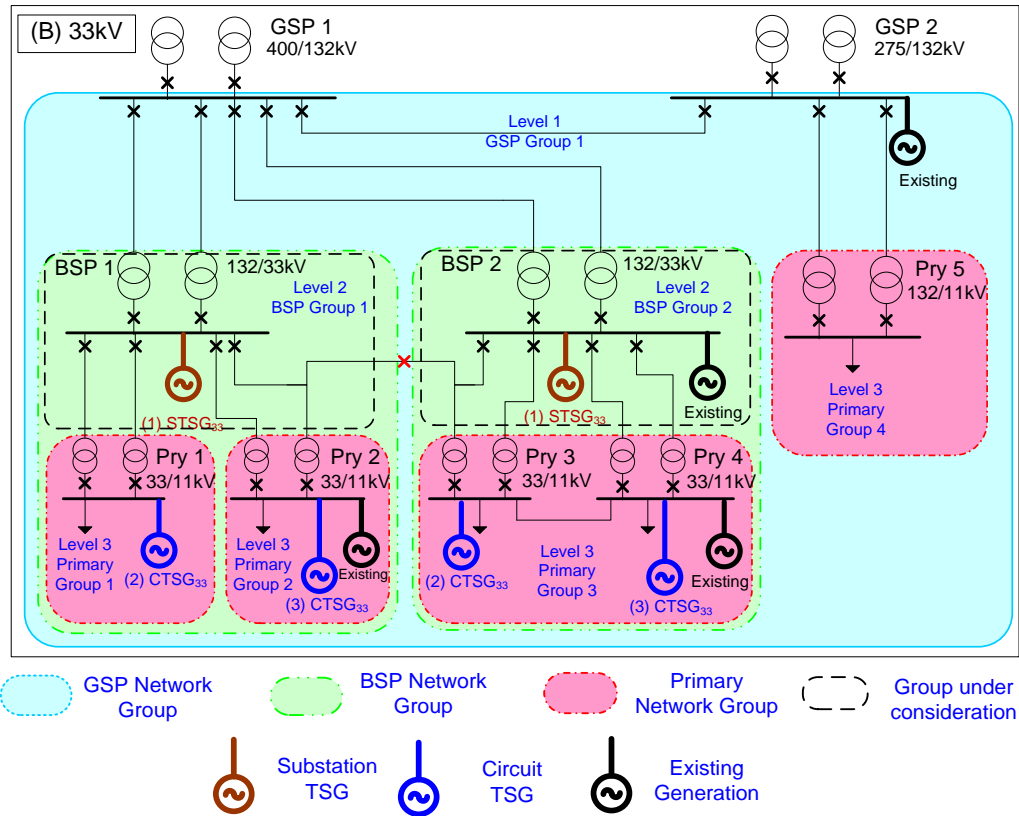 (B) 33kV
GSP 1
400/132kV
GSP 2
275/132kV
Level 1
GSP Group 1
Existing
BSP 1
132/33kV
Level 2
BSP Group 1
BSP 2
132/33kV
Level 2
BSP Group 2
Pry 5
132/11kV
(1) STSG33
(1) STSG33
Existing
Level 3
Primary
Group 4
Pry 1
33/11kV
Pry 2
33/11kV
Pry 3
33/11kV
Pry 4
33/11kV
Level 3
Primary
Group 1
(2) CTSG33
Level 3
Primary
Group 2
Existing
(3) CTSG33
(2) CTSG33
Level 3
Primary
Group 3
Existing
(3) CTSG33
GSP Network
Group
BSP Network
Group
Primary
Network Group
Group under
consideration
Substation
TSG
Circuit
TSG
Existing
Generation